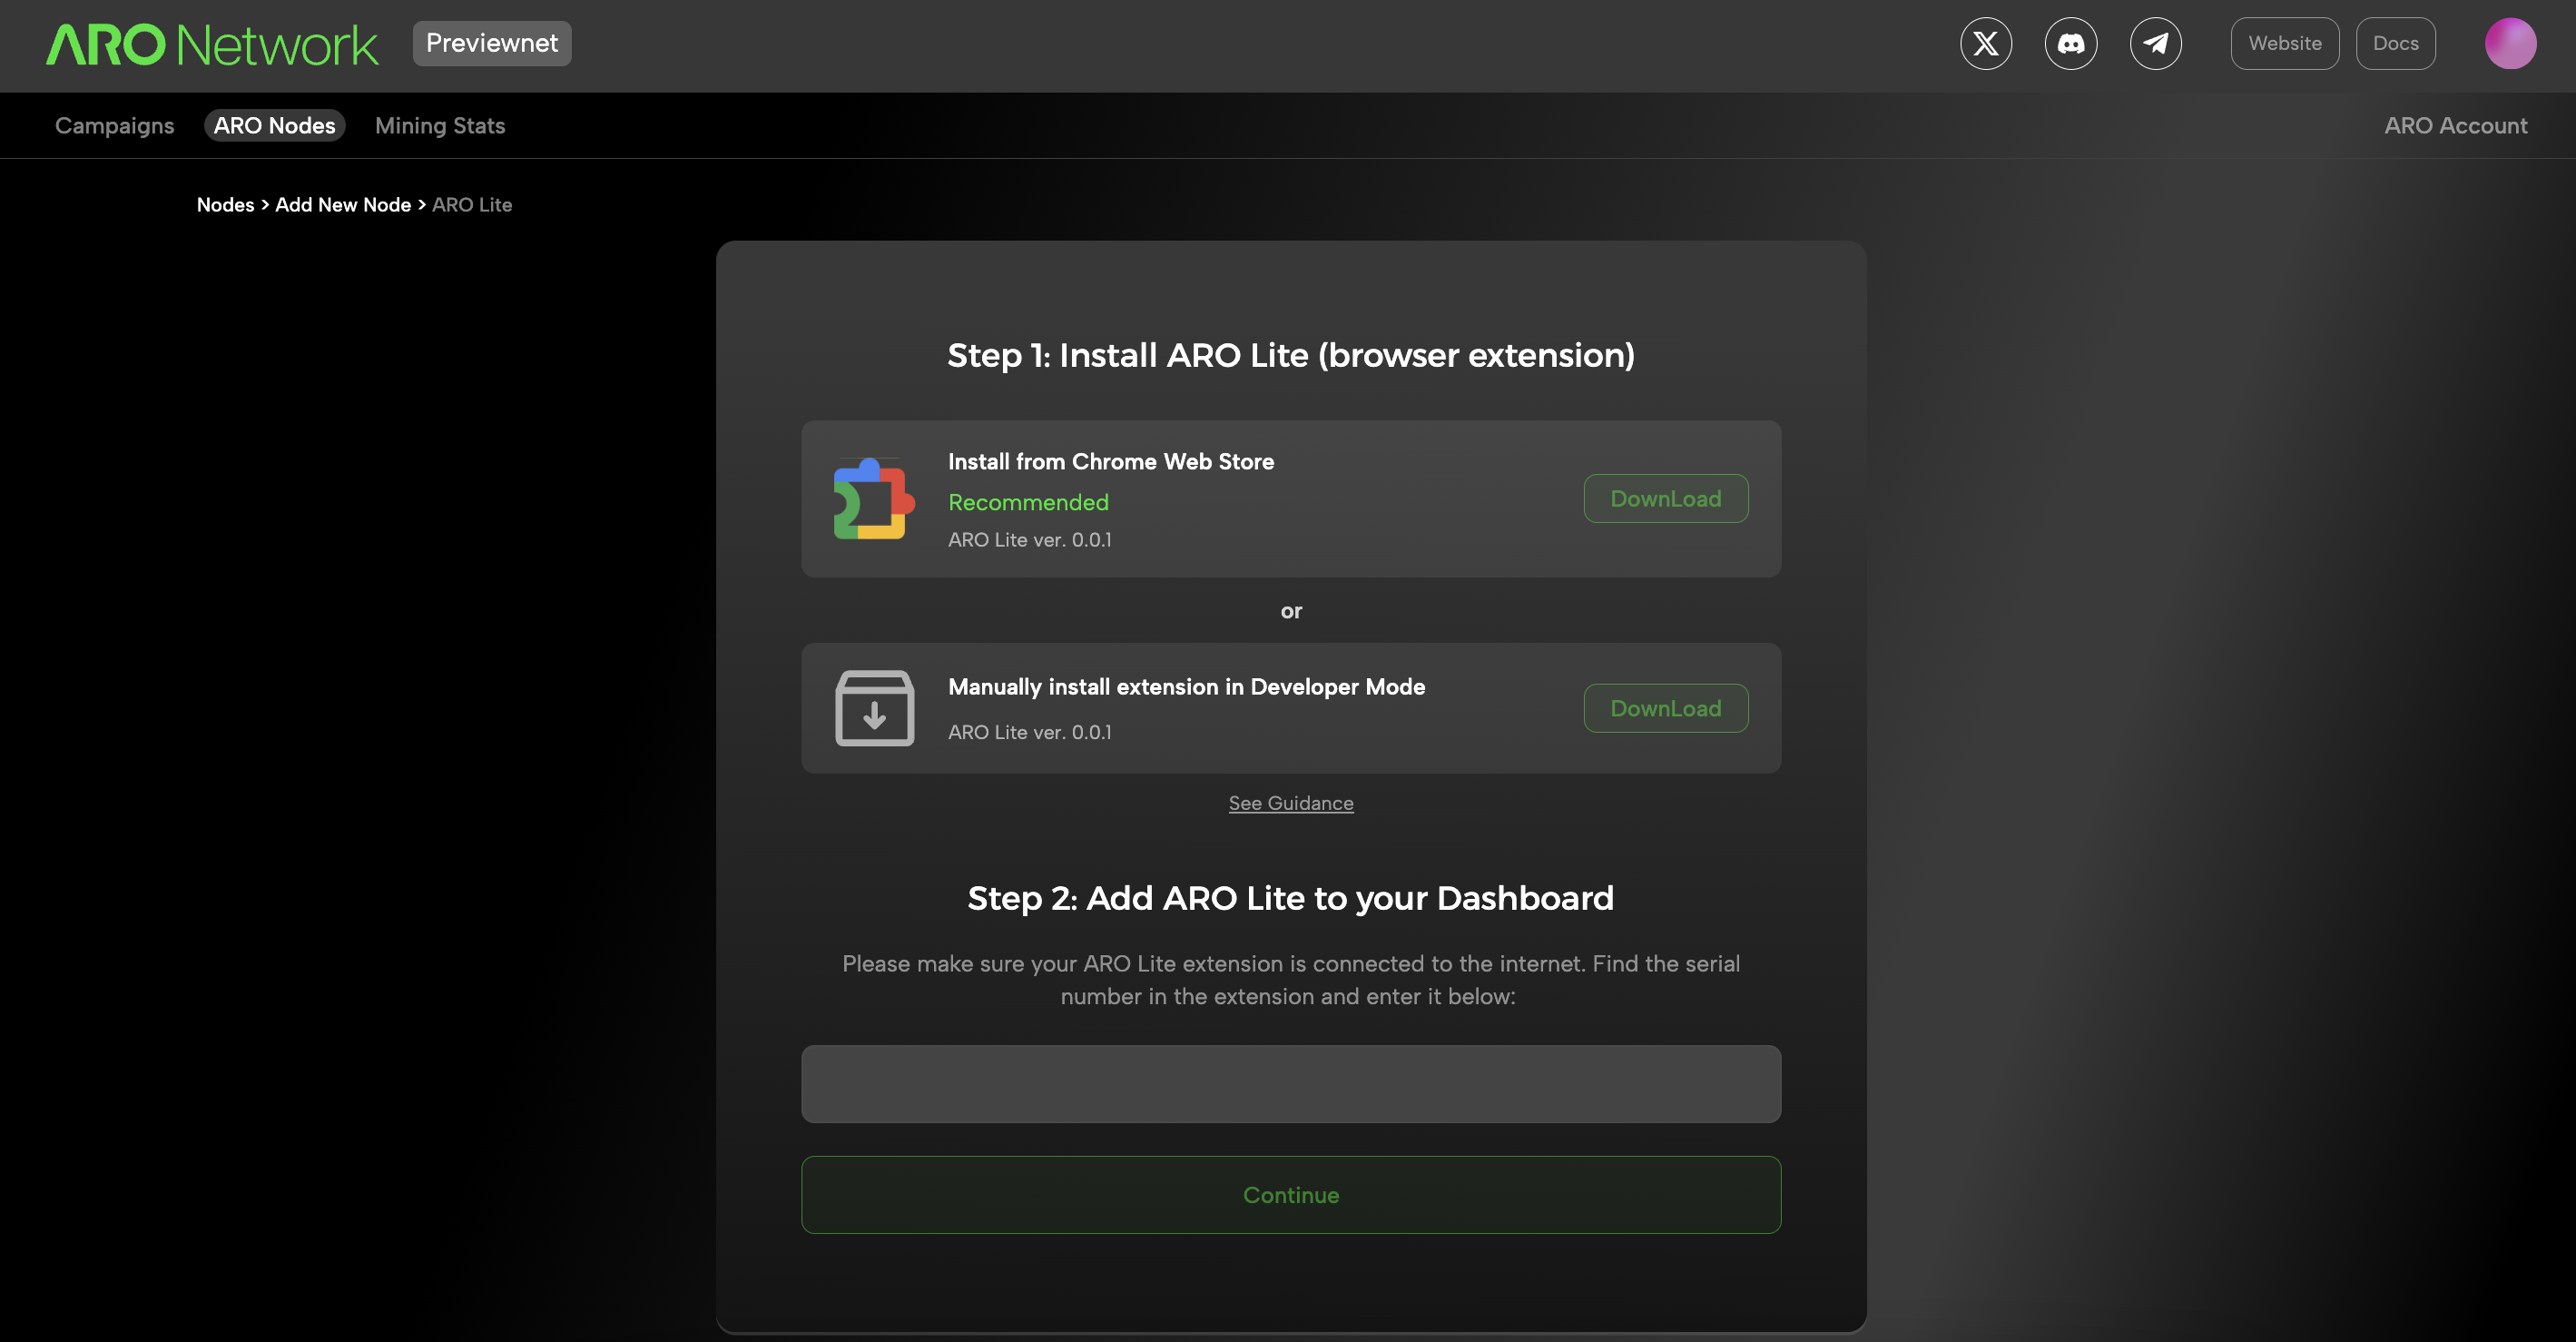 ARO Network Previewnet
Website Docs
Campaigns ARO Nodes Mining Stats ARO Account
Nodes > Add New Node > ARO Lite
Step 1: Install ARO Lite (browser extension)
Install from Chrome Web Store
Recommended
ARO Lite ver. 0.0.1
DownLoad
or
Manually install extension in Developer Mode
ARO Lite ver. 0.0.1
DownLoad
See Guidance
Step 2: Add ARO Lite to your Dashboard
Please make sure your ARO Lite extension is connected to the internet. Find the serial
number in the extension and enter it below:
Continue